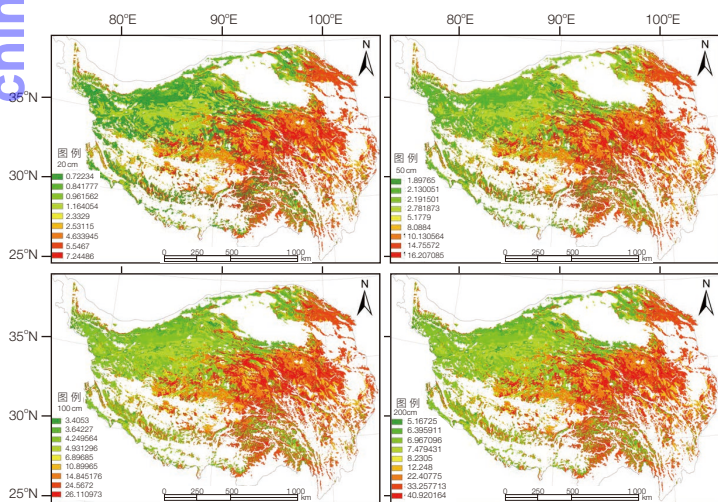 chin
80°E 90°E 100°E 80°E 90°E 100°E
35°N
30°N
25°N
N
图例
20 cm
0.72234
0.841777
0.961562
1.164054
2.3329
2.53115
4.633945
5.5467
7.24486
0 250 500 1 000
km
N
图例
50 cm
1.89765
2.130051
2.191501
2.781873
5.1779
8.0884
10.130564
14.75572
16.207085
0 250 500 1 000
km
35°N
30°N
25°N
N
图例
100 cm
3.4053
3.64227
4.249564
4.931296
6.89685
10.89965
14.845176
24.5672
26.110973
0 250 500 1 000
km
N
图例
200cm
5.16725
6.395911
6.967096
7.479431
8.2305
12.248
22.40775
33.257713
40.920164
0 250 500 1 000
km